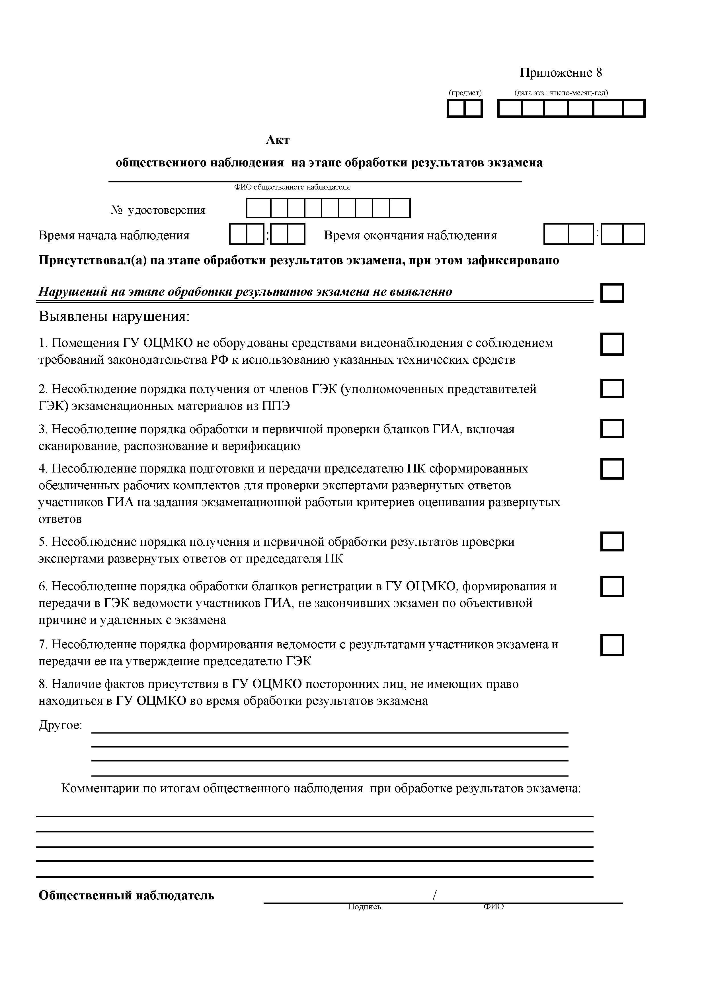 Приложение 8
(предмет) (дата экз.: число-месяц-год)
Акт
общественного наблюдения на этапе обработки результатов экзамена
ФИО общественного наблюдателя
№ удостоверения
Время начала наблюдения : Время окончания наблюдения :
Присутствовал(а) на зтапе обработки результатов экзамена, при этом зафиксировано
Нарушений на этапе обработки результатов экзамена не выявленно
Выявлены нарушения:
1. Помещения ГУ ОЦМКО не оборудованы средствами видеонаблюдения с соблюдением
требований законодательства РФ к использованию указанных технических средств
2. Несоблюдение порядка получения от членов ГЭК (уполномоченных представителей
ГЭК) экзаменационных материалов из ППЭ
3. Несоблюдение порядка обработки и первичной проверки бланков ГИА, включая
сканирование, распознование и верификацию
4. Несоблюдение порядка подготовки и передачи председателю ПК сформированных
обезличенных рабочих комплектов для проверки экспертами раэвернутых ответов
участников ГИА на задания экзаменационной работыи критериев оценивания развернутых
ответов
5. Несоблюдение порядка получения и первичной обработки результатов проверки
экспертами развернутых ответов от председателя ПК
6. Несоблюдение порядка обработки бланков регистрации в ГУ ОЦМКО, формирования и
передачи в ГЭК ведомости участников ГИА, не закончивших экзамен по объективной
причине и удаленных с экзамена
7. Несоблюдение порядка формирования ведомости с результатами участников экзамена и
передачи ее на утверждение председателю ГЭК
8. Наличие фактов присутствия в ГУ ОЦМКО посторонних лиц, не имеющих право
находиться в ГУ ОЦМКО во время обработки результатов экзамена
Другое:
Комментарии по итогам общественного наблюдения при обработке результатов экзамена:
Общественный наблюдатель /
Подпись ФИО